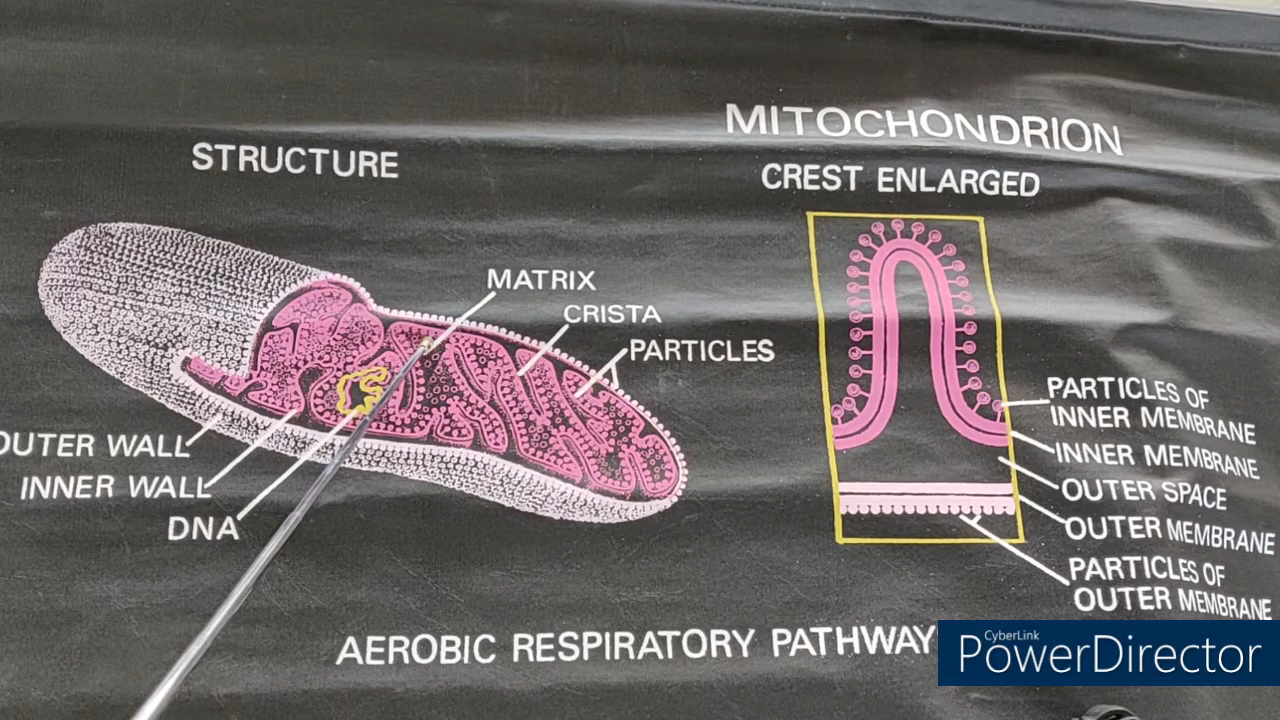 MITOCHONDRION
STRUCTURE
CREST ENLARGED
MATRIX
CRISTA
PARTICLES
OUTER WALL
INNER WALL
DNA
PARTICLES OF
INNER MEMBRANE
INNER MEMBRANE
OUTER SPACE
OUTER MEMBRANE
PARTICLES OF
OUTER MEMBRANE
AEROBIC RESPIRATORY PATHWAY
CyberLink
PowerDirector